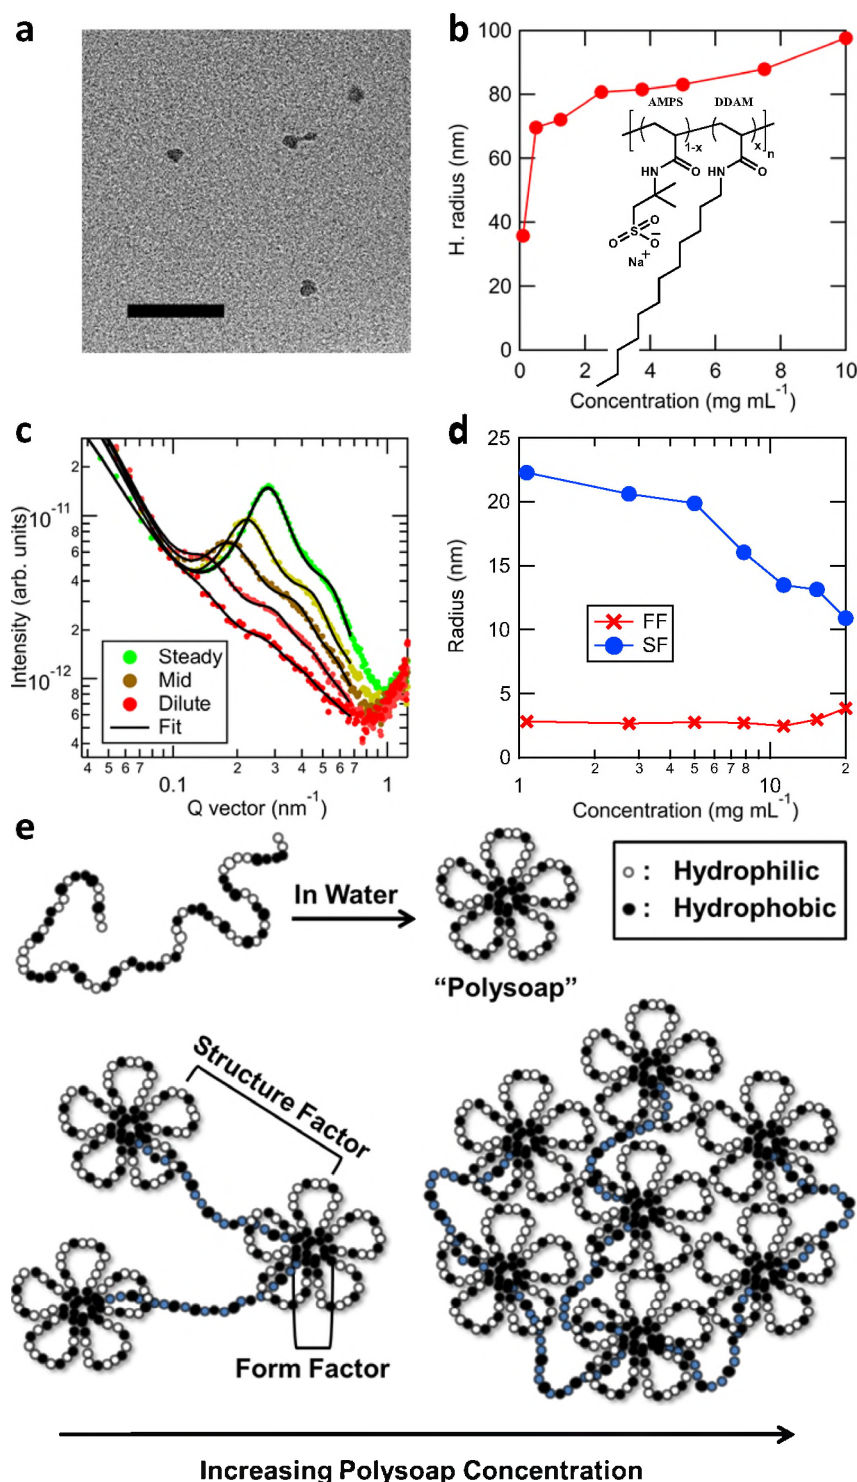 a
b
100
80
60
40
20
0
H. radius (nm)
0 2 4 6 8 10
Concentration (mg mL⁻¹)
AMPS DDAM
1-x x n
HN O HN O
O
S O
O O⁻
Na⁺
c
2
10⁻¹¹
8
6
4
2
10⁻¹²
8
6
4
Intensity (arb. units)
Steady
Mid
Dilute
Fit
4 5 6 7 0.1 2 3 4 5 6 7 1
Q vector (nm⁻¹)
d
25
20
15
10
5
0
Radius (nm)
FF
SF
1 2 3 4 5 6 7 8 10 2
Concentration (mg mL⁻¹)
e
In Water
: Hydrophilic
: Hydrophobic
“Polysoap”
Structure Factor
Form Factor
Increasing Polysoap Concentration